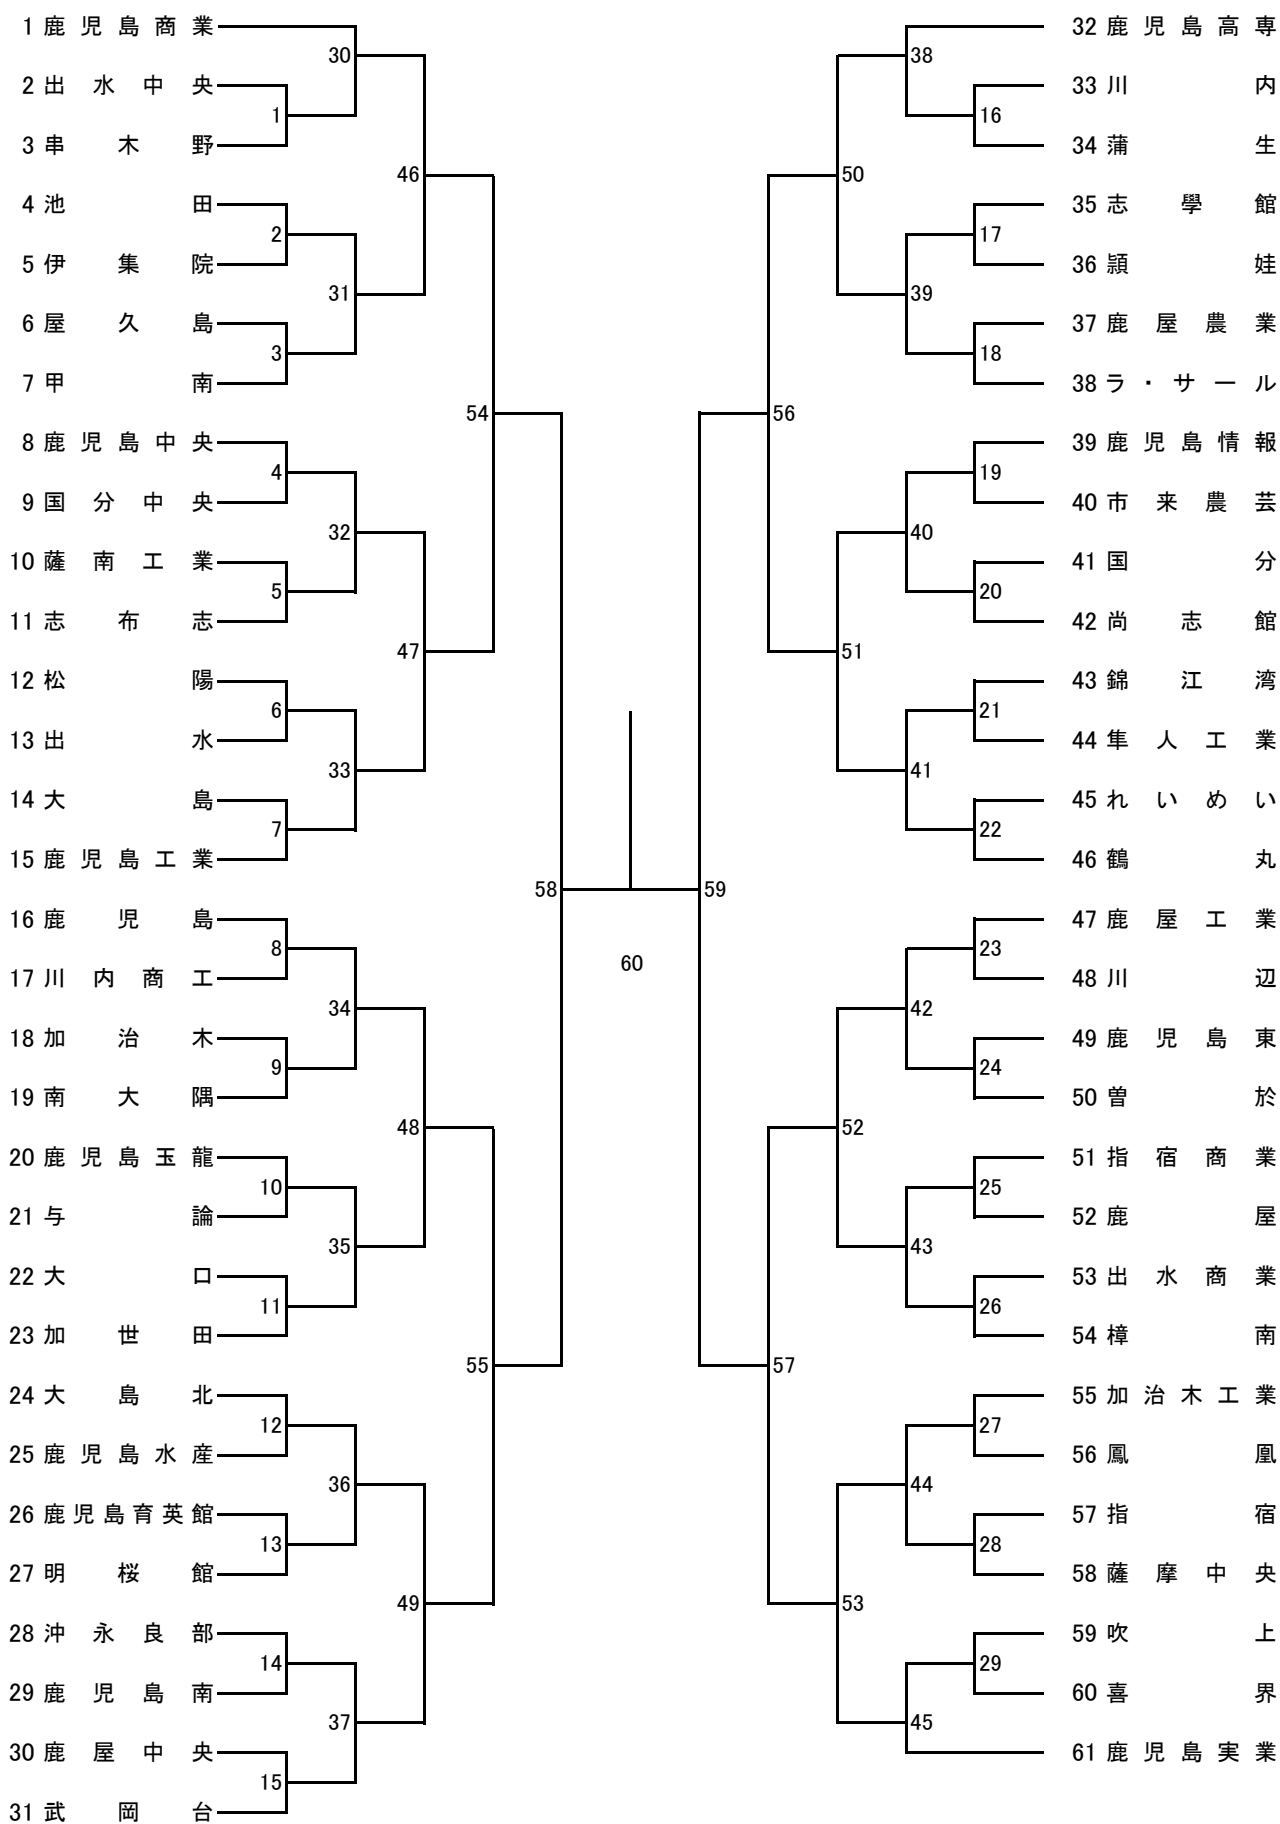 1 鹿児島商業
2 出水中央
3 串木野
4 池田
5 伊集院
6 屋久島
7 甲南
8 鹿児島中央
9 国分中央
10 薩南工業
11 志布志
12 松陽
13 出水
14 大島
15 鹿児島工業
16 鹿児島
17 川内商工
18 加治木
19 南大隅
20 鹿児島玉龍
21 与論
22 大口
23 加世田
24 大島北
25 鹿児島水産
26 鹿児島育英館
27 明桜館
28 沖永良部
29 鹿児島南
30 鹿屋中央
31 武岡台
1
2
3
4
5
6
7
8
9
10
11
12
13
14
15
30
31
32
33
34
35
36
37
46
47
48
49
54
55
58
60
59
56
57
50
51
52
53
38
39
40
41
42
43
44
45
16
17
18
19
20
21
22
23
24
25
26
27
28
29
32 鹿児島高専
33 川内
34 蒲生
35 志學館
36 頴娃
37 鹿屋農業
38 ラ・サール
39 鹿児島情報
40 市来農芸
41 国分
42 尚志館
43 錦江湾
44 隼人工業
45 れいめい
46 鶴丸
47 鹿屋工業
48 川辺
49 鹿児島東
50 曽於
51 指宿商業
52 鹿屋
53 出水商業
54 樟南
55 加治木工業
56 鳳凰
57 指宿
58 薩摩中央
59 吹上
60 喜界
61 鹿児島実業